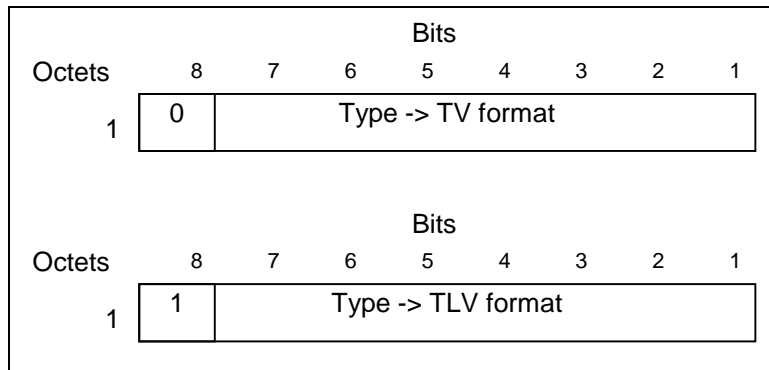 Bits
Octets 8 7 6 5 4 3 2 1
1 0 Type -> TV format
Bits
Octets 8 7 6 5 4 3 2 1
1 1 Type -> TLV format